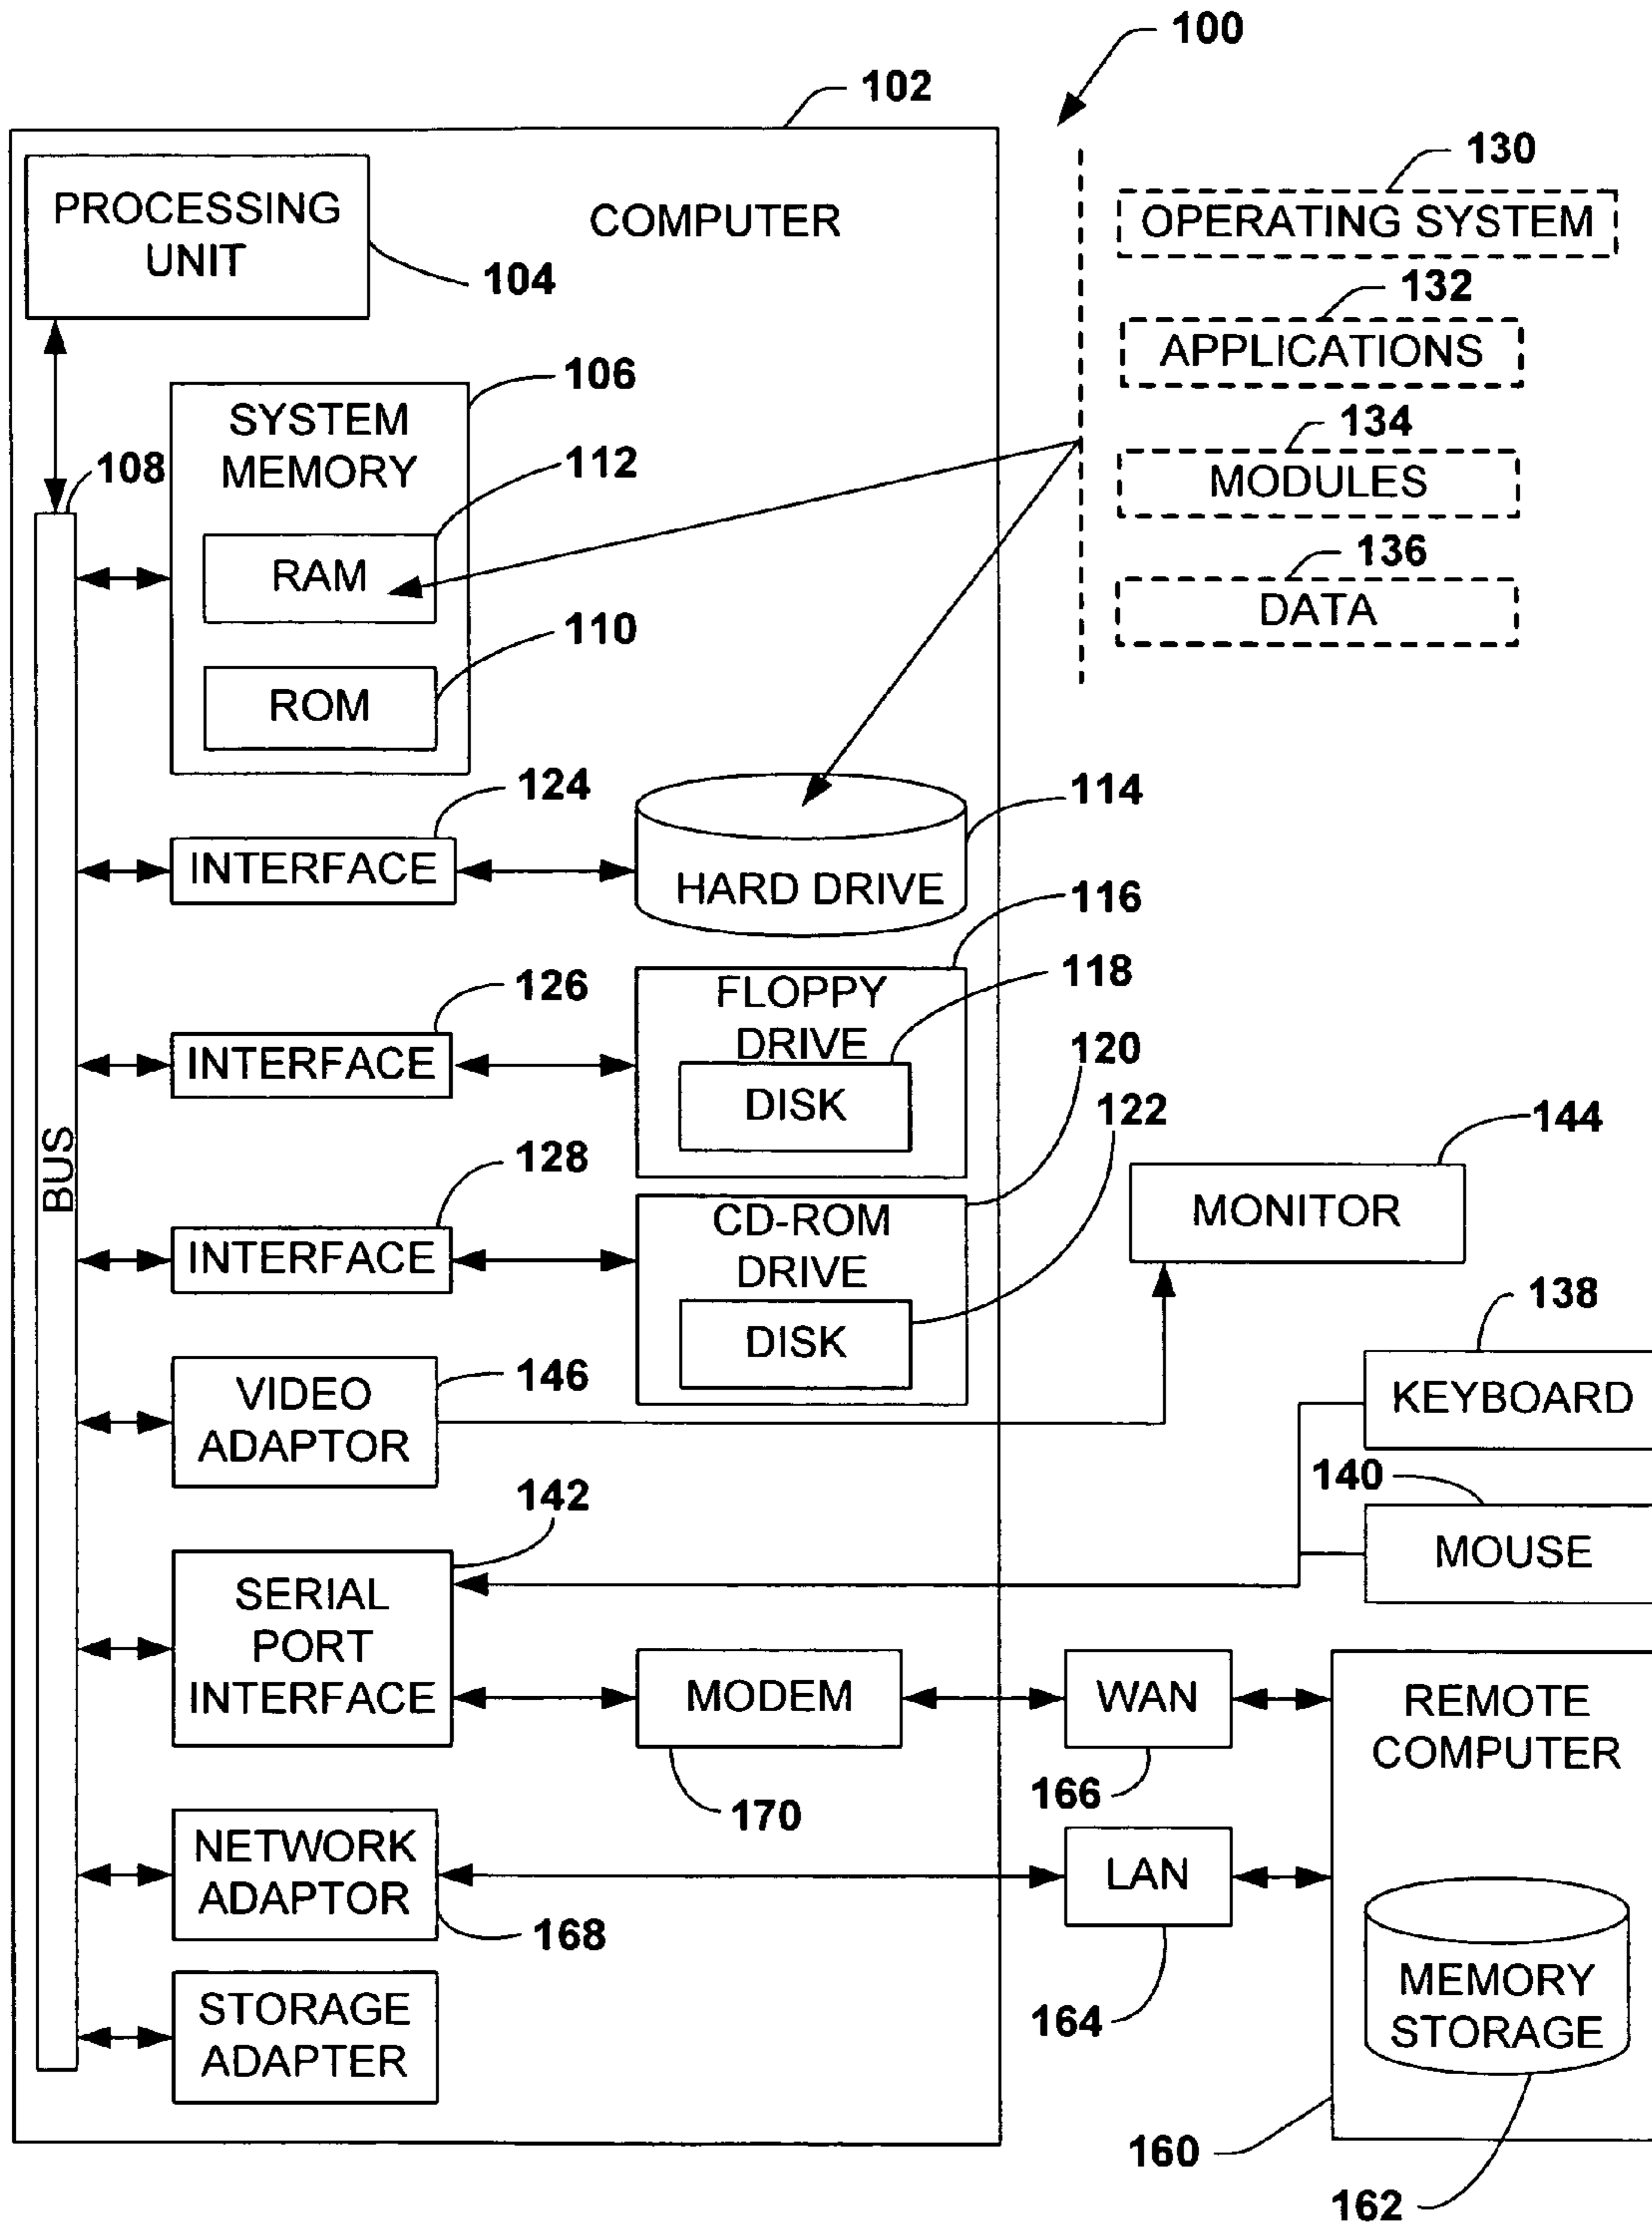 100
102
130
PROCESSING
UNIT
COMPUTER
OPERATING SYSTEM
104
132
APPLICATIONS
106
SYSTEM
MEMORY
134
108
112
MODULES
RAM
136
DATA
110
ROM
124
114
INTERFACE
HARD DRIVE
116
126
FLOPPY
DRIVE
118
INTERFACE
DISK
120
122
144
BUS
128
MONITOR
INTERFACE
CD-ROM
DRIVE
DISK
138
146
VIDEO
ADAPTOR
KEYBOARD
142
140
MOUSE
SERIAL
PORT
INTERFACE
MODEM
WAN
REMOTE
COMPUTER
170
166
NETWORK
ADAPTOR
LAN
168
164
MEMORY
STORAGE
STORAGE
ADAPTER
160
162